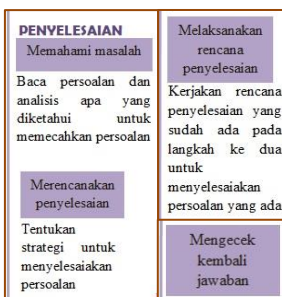 PENYELESAIAN
Memahami masalah
Baca persoalan dan
analisis apa yang
diketahui untuk
memecahkan persoalan
Merencanakan
penyelesaian
Tentukan
strategi untuk
menyelesaiakan
persoalan
Melaksanakan
rencana
penyelesaian
Kerjakan rencana
penyelesaian yang
sudah ada pada
langkah ke dua
untuk
menyelesaiakan
persoalan yang ada
Mengecek
kembali
jawaban